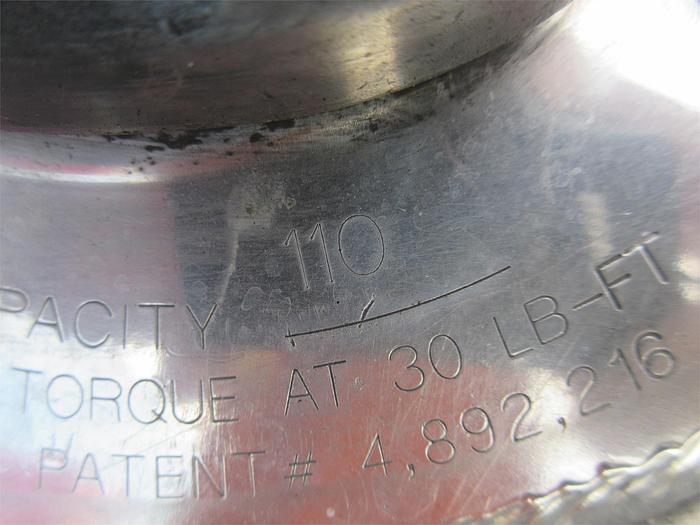 110
PACITY
TORQUE AT 30 LB-FT
PATENT # 4,892,216